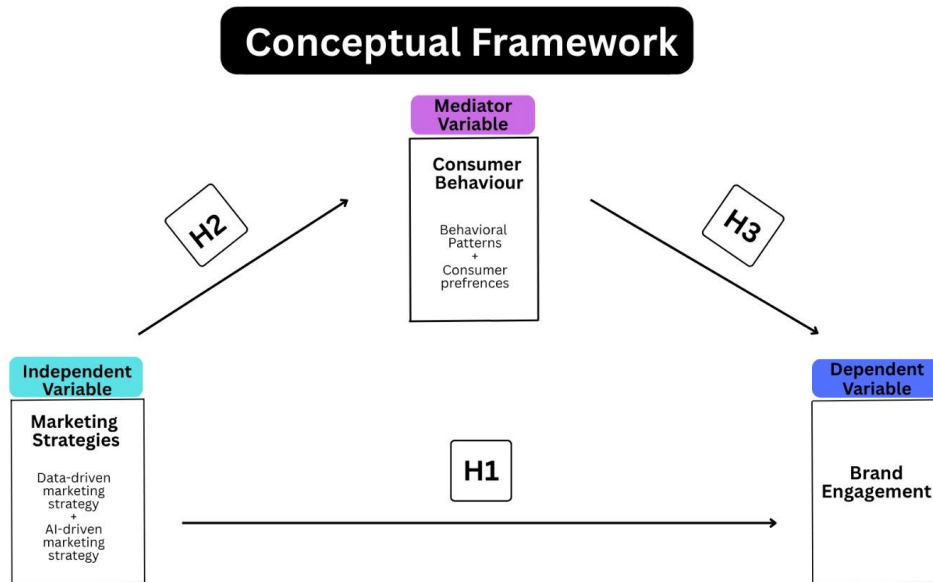 Conceptual Framework
Mediator
Variable
Consumer
Behaviour
Behavioral
Patterns
+
Consumer
prefrences
H2
H3
Independent
Variable
Marketing
Strategies
Data-driven
marketing
strategy
+
AI-driven
marketing
strategy
H1
Dependent
Variable
Brand
Engagement